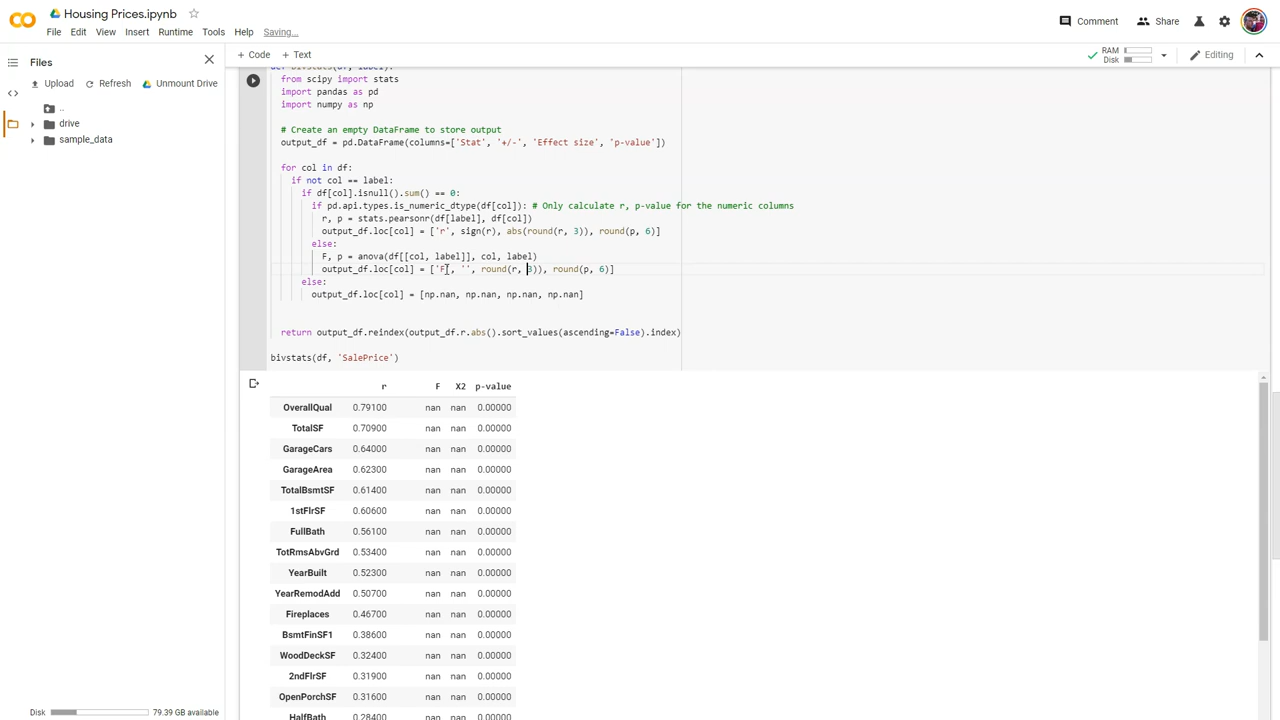 Housing Prices.ipynb
File Edit View Insert Runtime Tools Help Saving...
Comment Share
Files
+ Code + Text
RAM
Disk
Editing
Upload Refresh Unmount Drive
..
drive
sample_data
from scipy import stats
import pandas as pd
import numpy as np
# Create an empty DataFrame to store output
output_df = pd.DataFrame(columns=['Stat', '+/-', 'Effect size', 'p-value'])
for col in df:
if not col == label:
if df[col].isnull().sum() == 0:
if pd.api.types.is_numeric_dtype(df[col]): # Only calculate r, p-value for the numeric columns
r, p = stats.pearsonr(df[label], df[col])
output_df.loc[col] = ['r', sign(r), abs(round(r, 3)), round(p, 6)]
else:
F, p = anova(df[[col, label]], col, label)
output_df.loc[col] = ['F', '', round(r, 3)), round(p, 6)]
else:
output_df.loc[col] = [np.nan, np.nan, np.nan, np.nan]
return output_df.reindex(output_df.r.abs().sort_values(ascending=False).index)
bivstats(df, 'SalePrice')
r F X2 p-value
OverallQual 0.79100 nan nan 0.00000
TotalSF 0.70900 nan nan 0.00000
GarageCars 0.64000 nan nan 0.00000
GarageArea 0.62300 nan nan 0.00000
TotalBsmtSF 0.61400 nan nan 0.00000
1stFlrSF 0.60600 nan nan 0.00000
FullBath 0.56100 nan nan 0.00000
TotRmsAbvGrd 0.53400 nan nan 0.00000
YearBuilt 0.52300 nan nan 0.00000
YearRemodAdd 0.50700 nan nan 0.00000
Fireplaces 0.46700 nan nan 0.00000
BsmtFinSF1 0.38600 nan nan 0.00000
WoodDeckSF 0.32400 nan nan 0.00000
2ndFlrSF 0.31900 nan nan 0.00000
OpenPorchSF 0.31600 nan nan 0.00000
HalfBath 0.28400 nan nan 0.00000
Disk 79.39 GB available